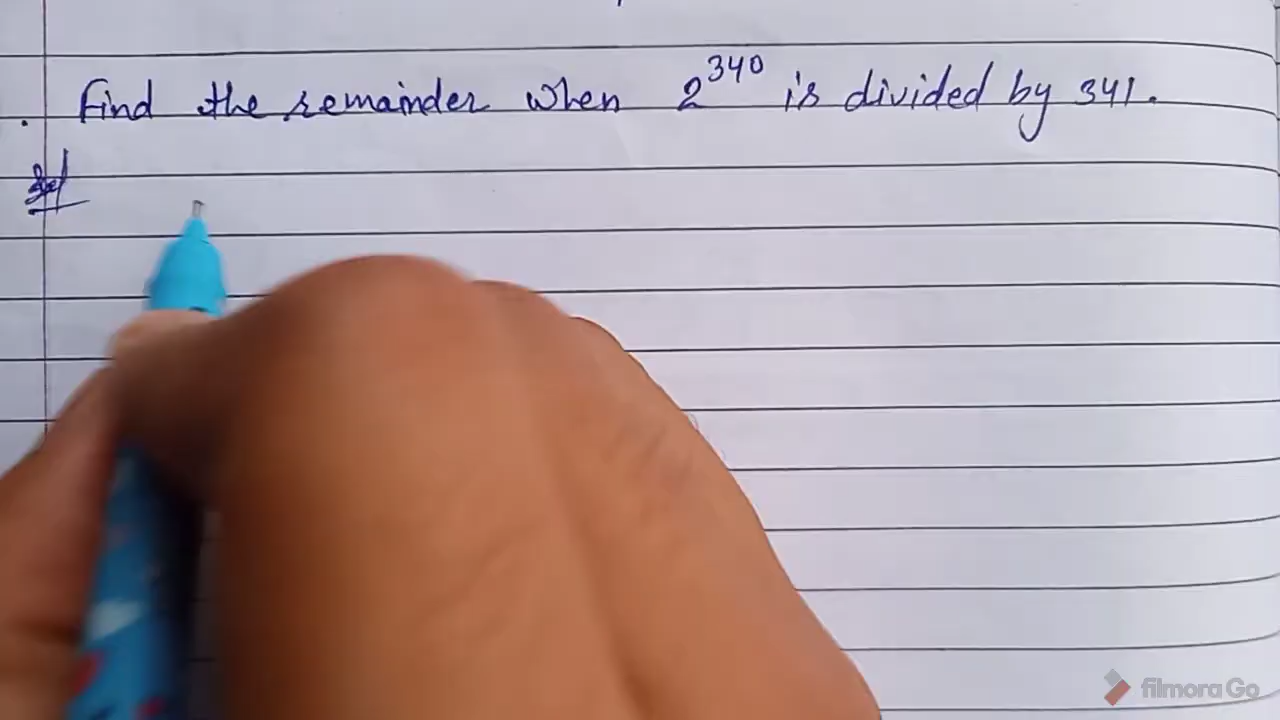 Find the remainder when 2^340 is divided by 341.
Sol
filmora Go